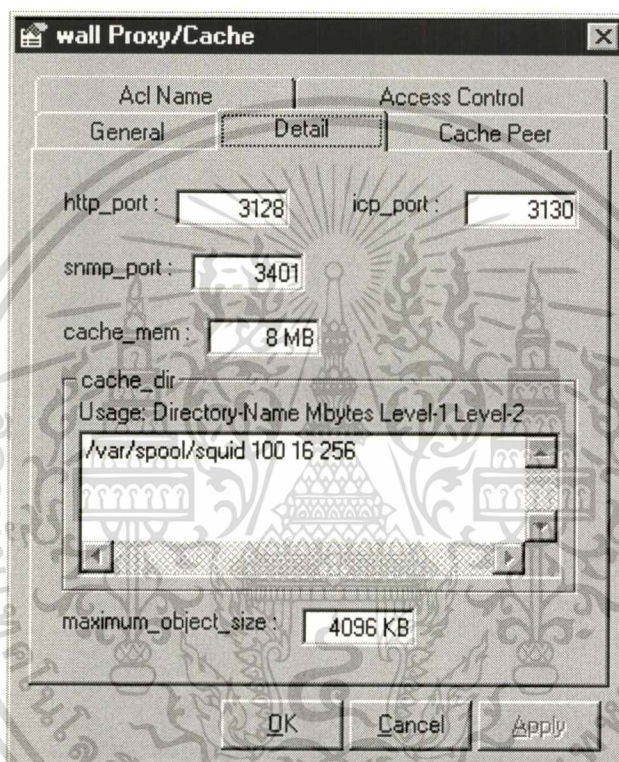 wall Proxy/Cache
Acl Name Access Control
General Detail Cache Peer
http_port : 3128 icp_port : 3130
snmp_port : 3401
cache_mem : 8 MB
cache_dir
Usage: Directory-Name Mbytes Level-1 Level-2
/var/spool/squid 100 16 256
maximum_object_size : 4096 KB
OK Cancel Apply